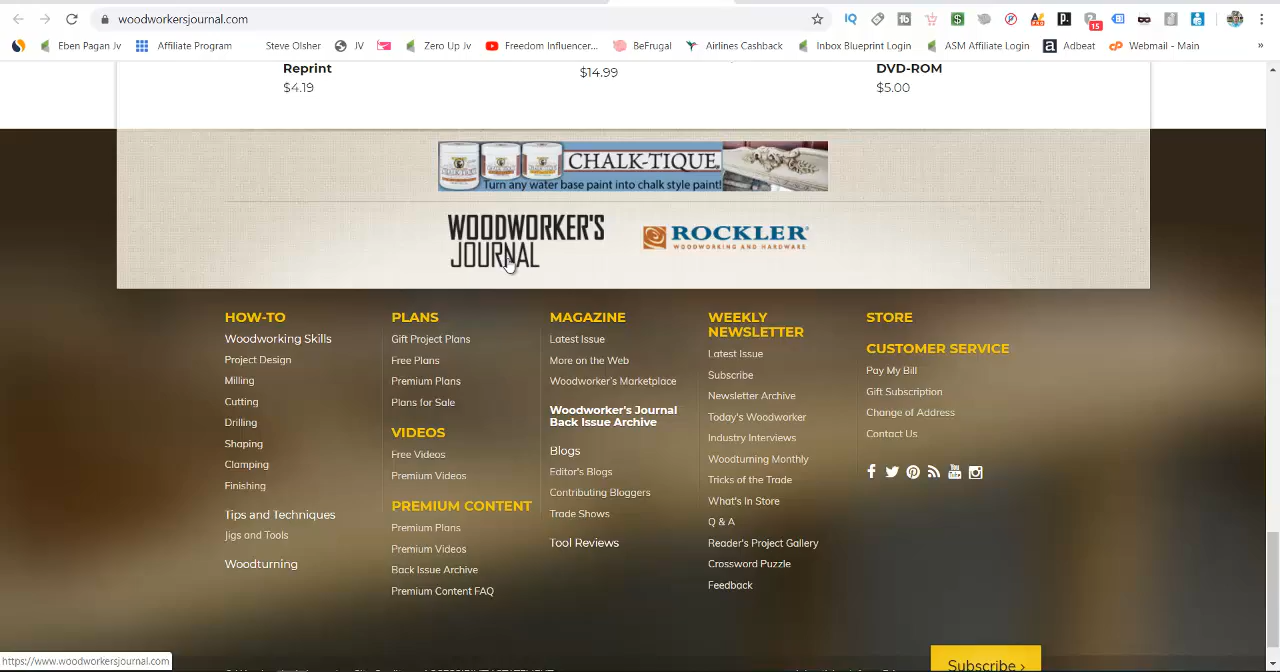 woodworkersjournal.com
15
Eben Pagan Jv
Affiliate Program
Steve Olsher
JV
Zero Up Jv
Freedom Influencer...
BeFrugal
Airlines Cashback
Inbox Blueprint Login
ASM Affiliate Login
Adbeat
Webmail - Main
»
Reprint
$4.19
$14.99
DVD-ROM
$5.00
CHALK-TIQUE
Turn any water base paint into chalk style paint!
WOODWORKER'S
JOURNAL
ROCKLER
WOODWORKING AND HARDWARE
HOW-TO
Woodworking Skills
Project Design
Milling
Cutting
Drilling
Shaping
Clamping
Finishing
Tips and Techniques
Jigs and Tools
Woodturning
PLANS
Gift Project Plans
Free Plans
Premium Plans
Plans for Sale
VIDEOS
Free Videos
Premium Videos
PREMIUM CONTENT
Premium Plans
Premium Videos
Back Issue Archive
Premium Content FAQ
MAGAZINE
Latest Issue
More on the Web
Woodworker's Marketplace
Woodworker's Journal
Back Issue Archive
Blogs
Editor's Blogs
Contributing Bloggers
Trade Shows
Tool Reviews
WEEKLY
NEWSLETTER
Latest Issue
Subscribe
Newsletter Archive
Today's Woodworker
Industry Interviews
Woodturning Monthly
Tricks of the Trade
What's In Store
Q & A
Reader's Project Gallery
Crossword Puzzle
Feedback
STORE
CUSTOMER SERVICE
Pay My Bill
Gift Subscription
Change of Address
Contact Us
Subscribe ›
https://www.woodworkersjournal.com